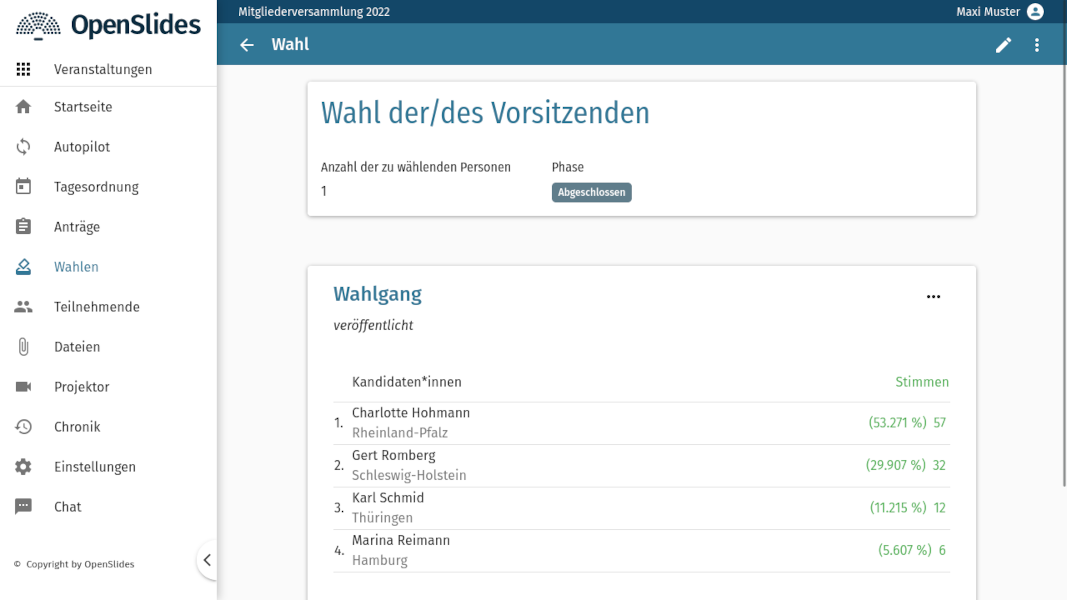 OpenSlides
Mitgliederversammlung 2022
Maxi Muster
Wahl
Veranstaltungen
Startseite
Autopilot
Tagesordnung
Anträge
Wahlen
Teilnehmende
Dateien
Projektor
Chronik
Einstellungen
Chat
© Copyright by OpenSlides
Wahl der/des Vorsitzenden
Anzahl der zu wählenden Personen
1
Phase
Abgeschlossen
Wahlgang
veröffentlicht
Kandidaten*innen Stimmen
1. Charlotte Hohmann (53.271 %) 57
Rheinland-Pfalz
2. Gert Romberg (29.907 %) 32
Schleswig-Holstein
3. Karl Schmid (11.215 %) 12
Thüringen
4. Marina Reimann (5.607 %) 6
Hamburg